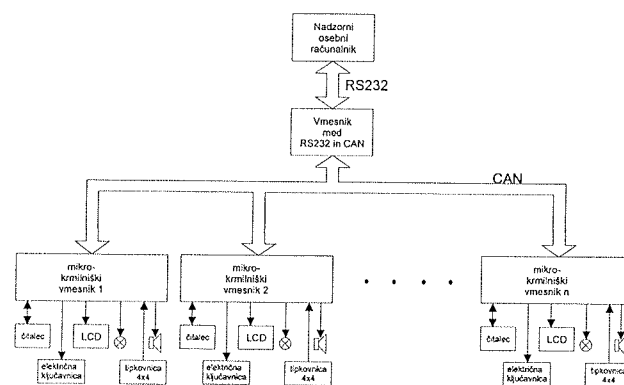 Nadzorni
osebni
računalnik
RS232
Vmesnik
med
RS232 in CAN
CAN
mikro-
krmilniški
vmesnik 1
mikro-
krmilniški
vmesnik 2
mikro-
krmilniški
vmesnik n
čitalec
LCD
električna
ključavnica
tipkovnica
4x4
čitalec
LCD
električna
ključavnica
tipkovnica
4x4
čitalec
LCD
električna
ključavnica
tipkovnica
4x4